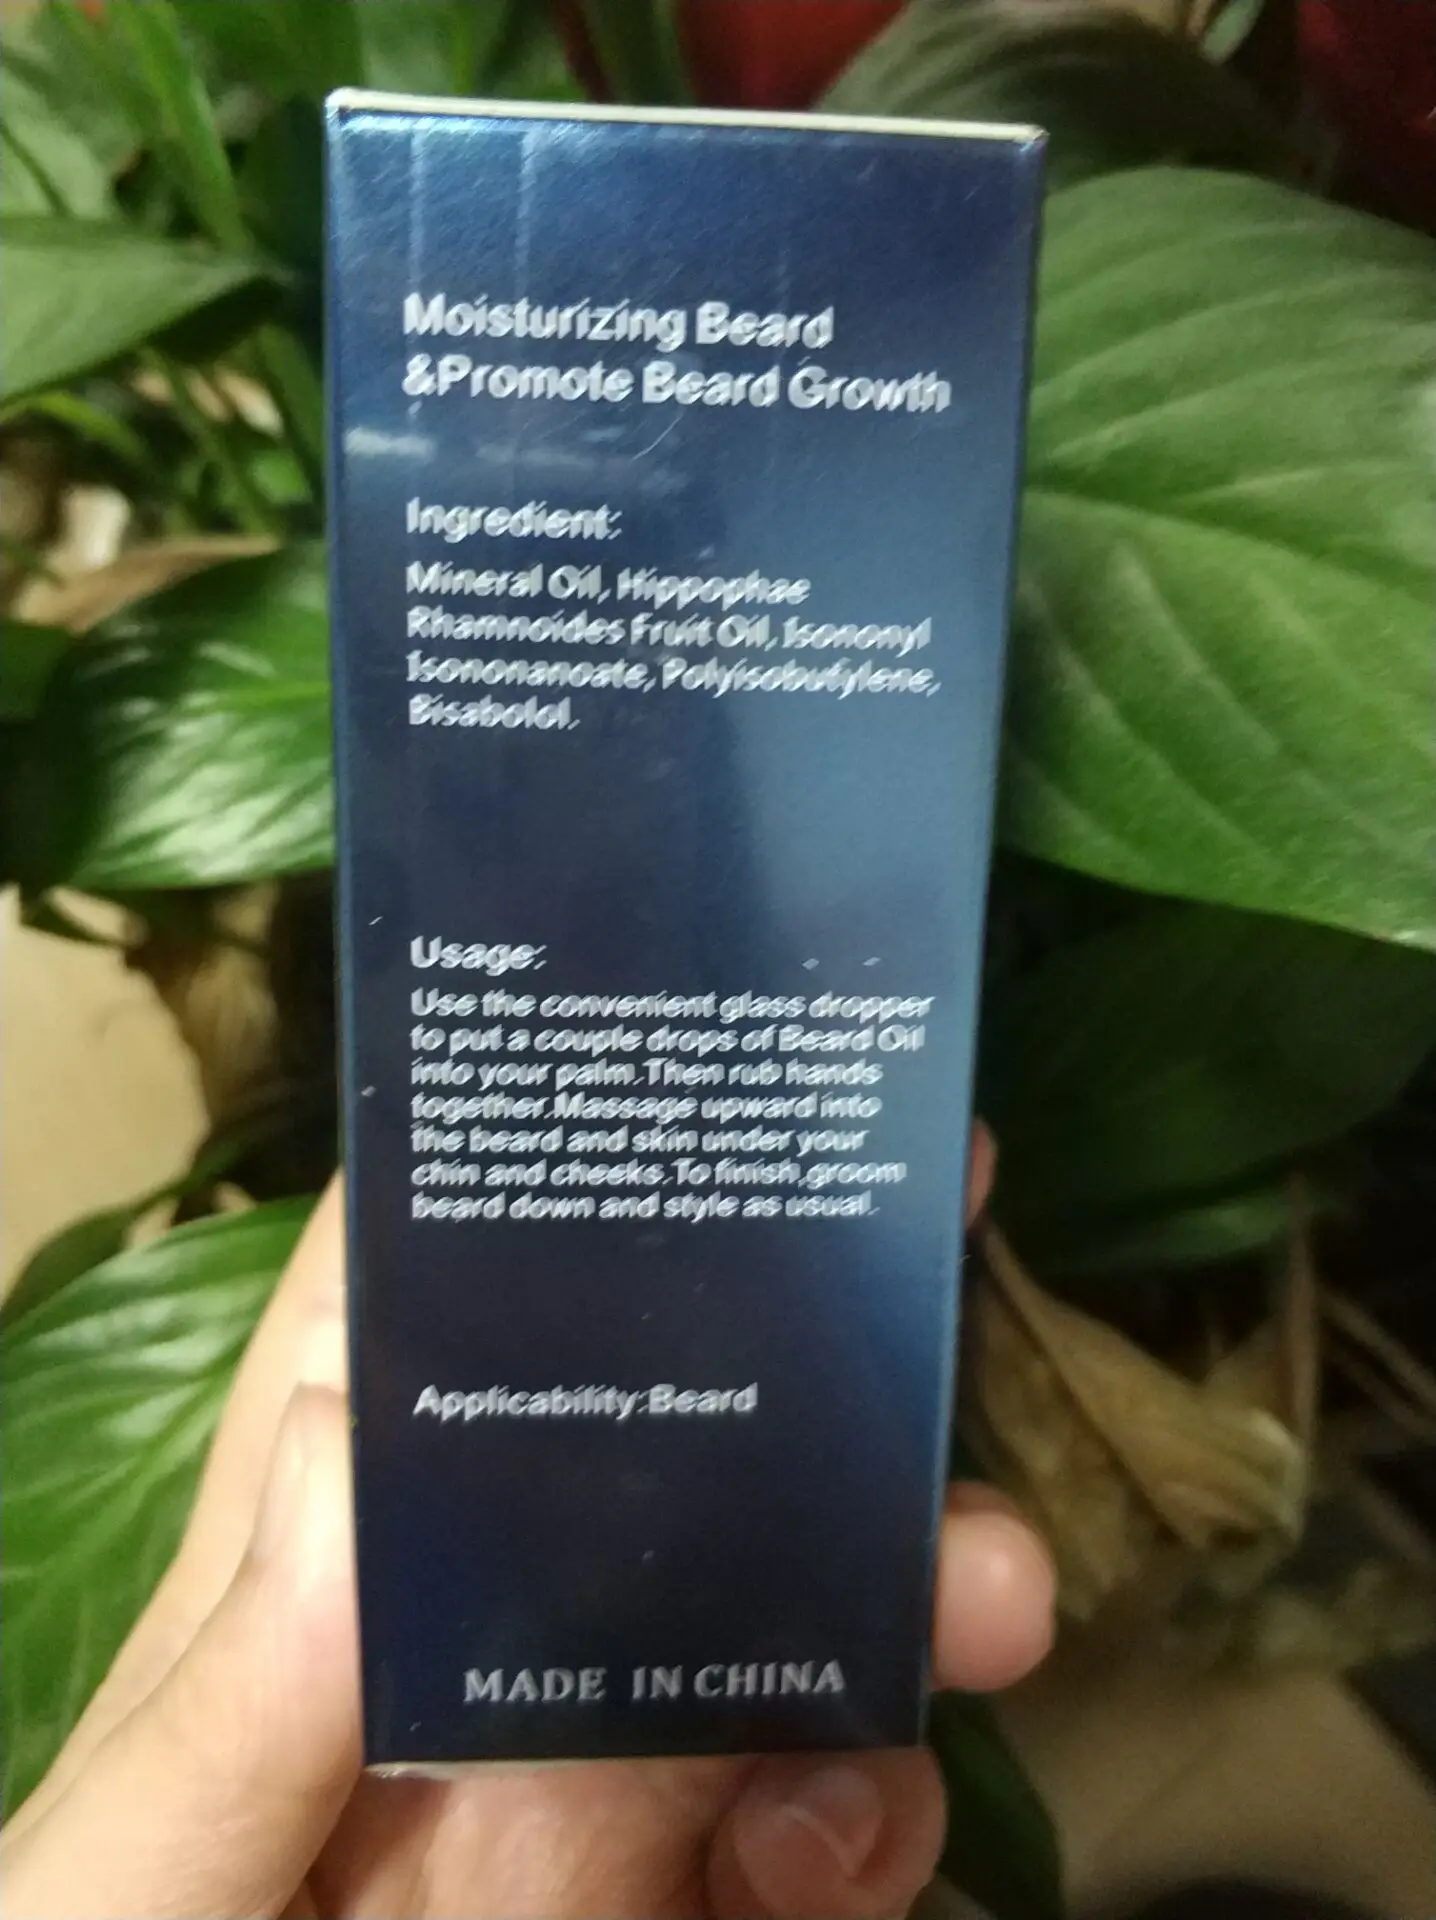 Moisturizing Beard
&Promote Beard Growth
Ingredient:
Mineral Oil, Hippophae
Rhamnoides Fruit Oil, Isononyl
Isononanoate, Polyisobutylene,
Bisabolol.
Usage:
Use the convenient glass dropper
to put a couple drops of Beard Oil
into your palm.Then rub hands
together.Massage upward into
the beard and skin under your
chin and cheeks.To finish,groom
beard down and style as usual.
Applicability:Beard
MADE IN CHINA